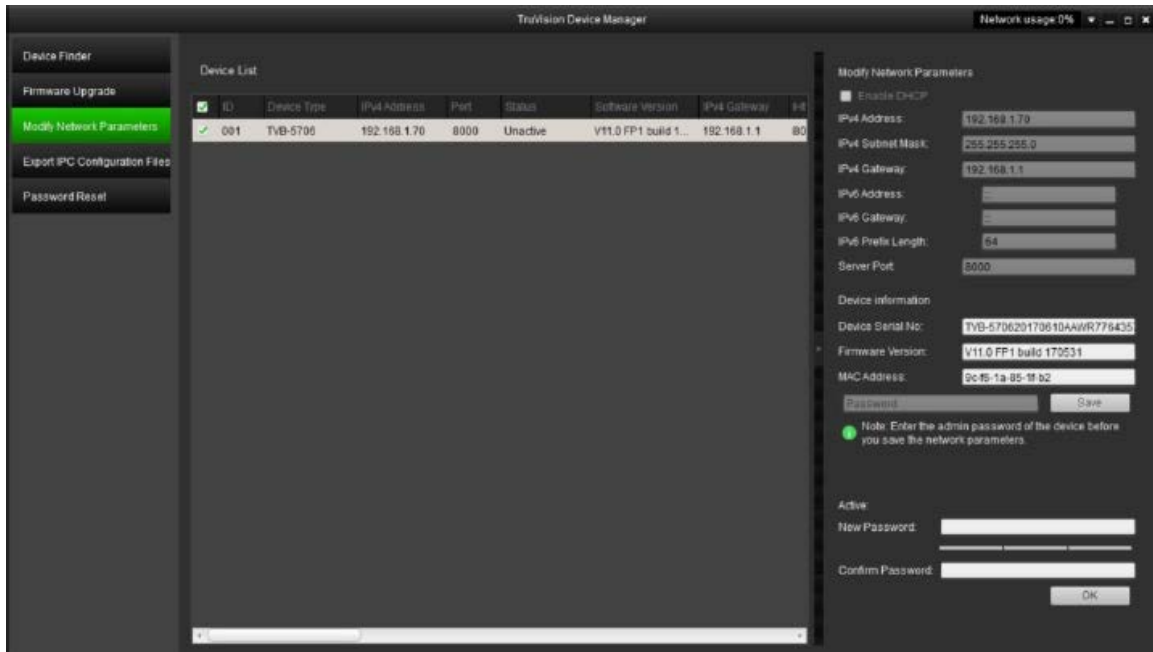 TruVision Device Manager
Network usage:0%
Device Finder
Firmware Upgrade
Modify Network Parameters
Export IPC Configuration Files
Password Reset
Device List
ID Device Type IPv4 Address Port Status Software Version IPv4 Gateway
001 TVB-5706 192.168.1.70 8000 Unactive V11.0 FP1 build 1... 192.168.1.1 80
Modify Network Parameters
Enable DHCP
IPv4 Address: 192.168.1.70
IPv4 Subnet Mask: 255.255.255.0
IPv4 Gateway: 192.168.1.1
IPv6 Address: ::
IPv6 Gateway: ::
IPv6 Prefix Length: 64
Server Port: 8000
Device information
Device Serial No: TVB-570620170610AAWR776435
Firmware Version: V11.0 FP1 build 170531
MAC Address: 9c-f6-1a-85-1f-b2
Password
Save
Note: Enter the admin password of the device before
you save the network parameters.
Active:
New Password:
Confirm Password:
OK